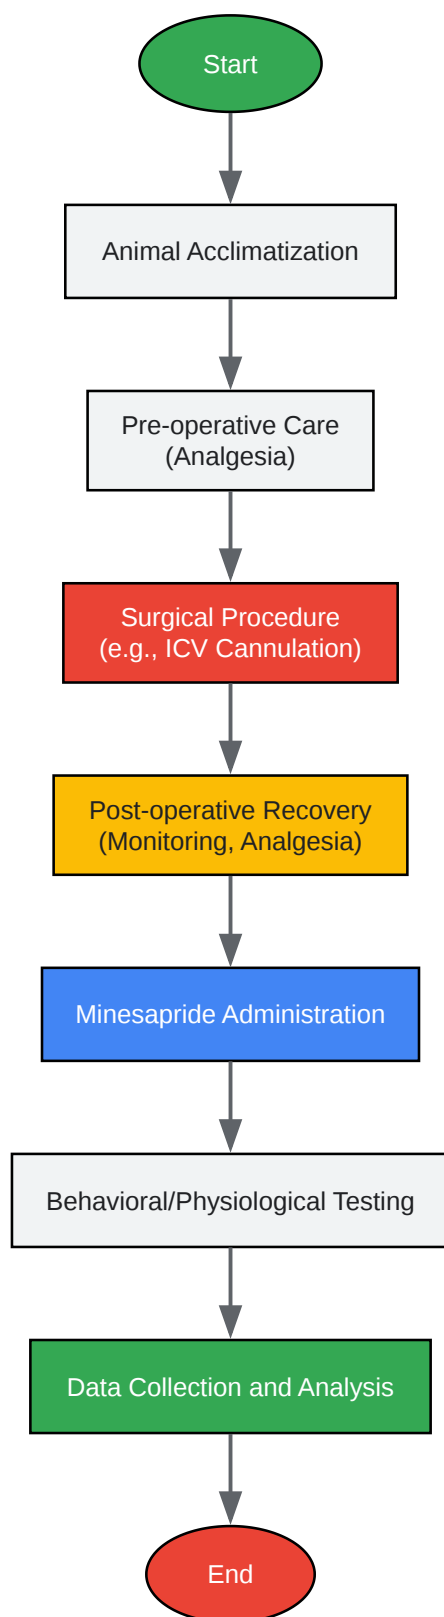 Start
Animal Acclimatization
Pre-operative Care
(Analgesia)
Surgical Procedure
(e.g., ICV Cannulation)
Post-operative Recovery
(Monitoring, Analgesia)
Minesapride Administration
Behavioral/Physiological Testing
Data Collection and Analysis
End